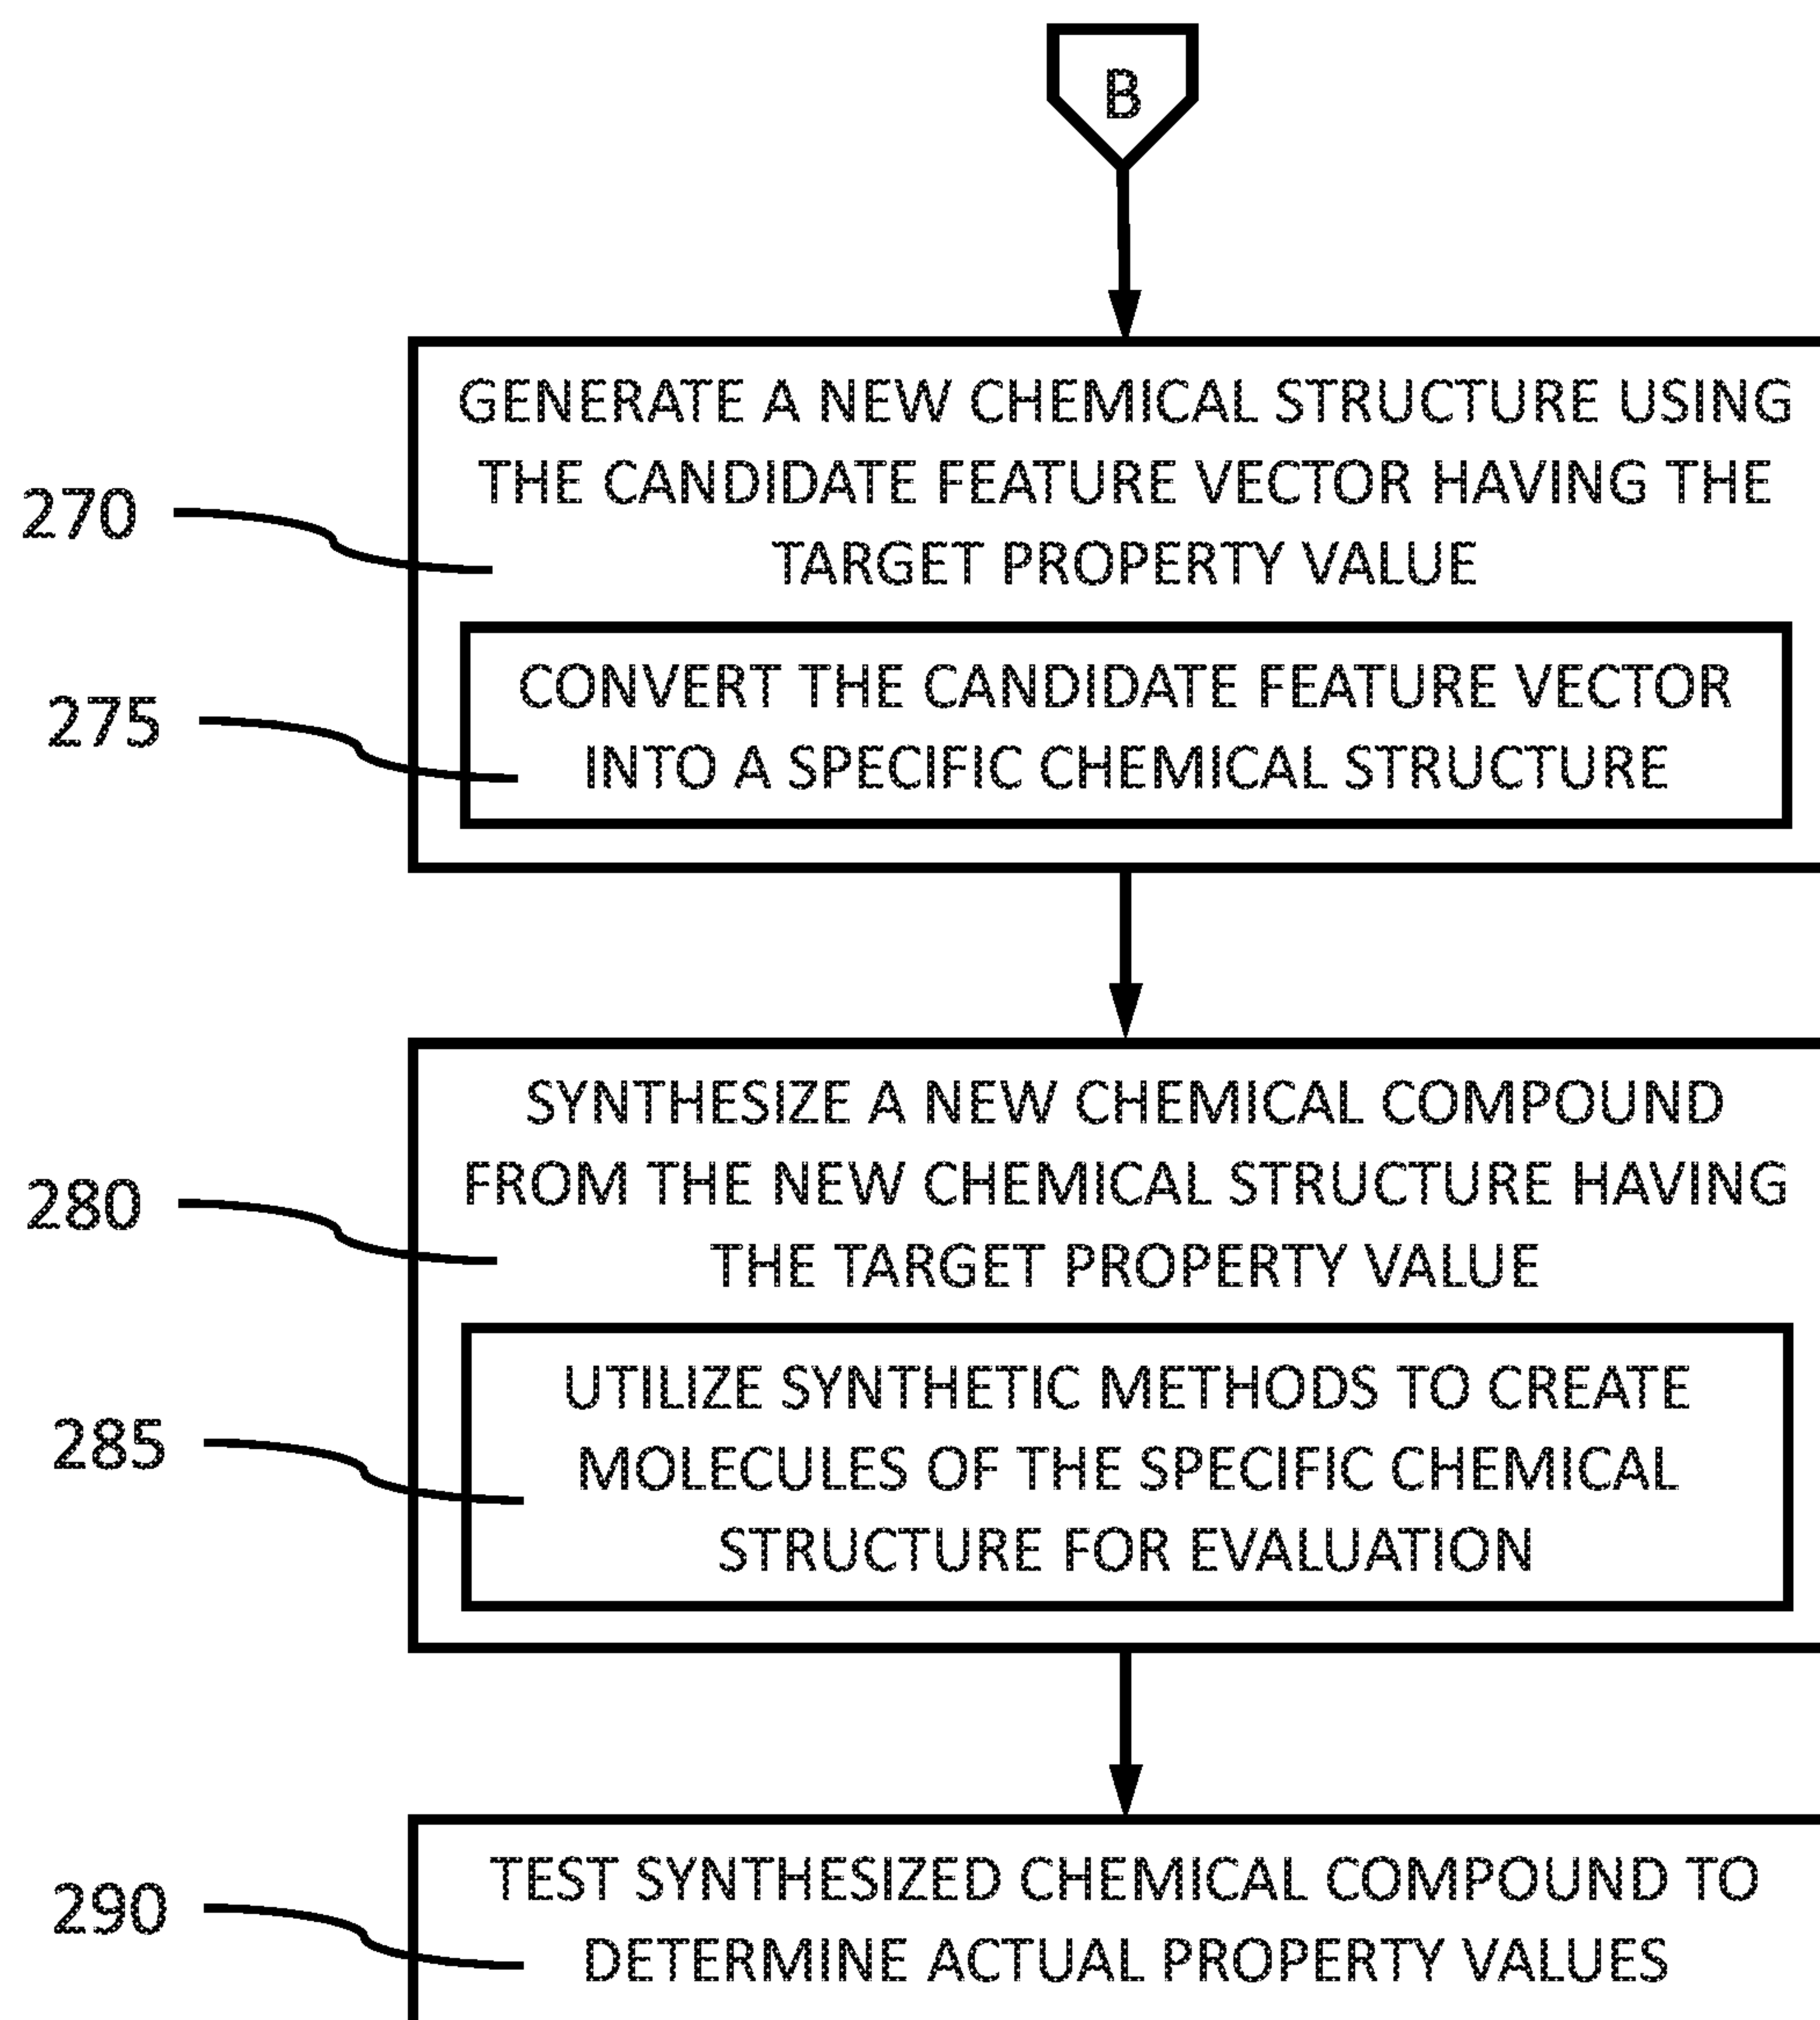 B
GENERATE A NEW CHEMICAL STRUCTURE USING
THE CANDIDATE FEATURE VECTOR HAVING THE
TARGET PROPERTY VALUE
270
CONVERT THE CANDIDATE FEATURE VECTOR
INTO A SPECIFIC CHEMICAL STRUCTURE
275
SYNTHESIZE A NEW CHEMICAL COMPOUND
FROM THE NEW CHEMICAL STRUCTURE HAVING
THE TARGET PROPERTY VALUE
280
UTILIZE SYNTHETIC METHODS TO CREATE
MOLECULES OF THE SPECIFIC CHEMICAL
STRUCTURE FOR EVALUATION
285
TEST SYNTHESIZED CHEMICAL COMPOUND TO
DETERMINE ACTUAL PROPERTY VALUES
290